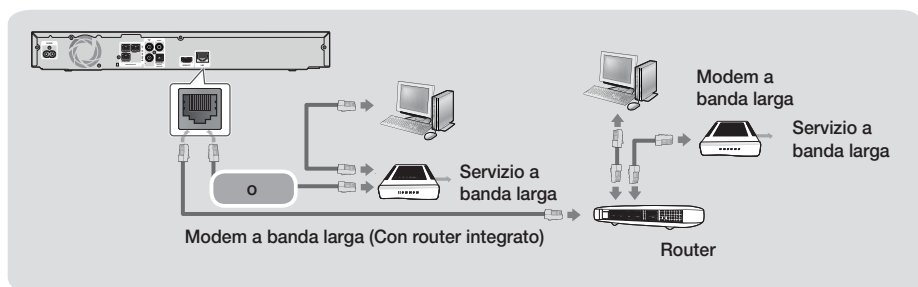 Modem a
banda larga
Servizio a
banda larga
Servizio a
banda larga
O
Modem a banda larga (Con router integrato)
Router